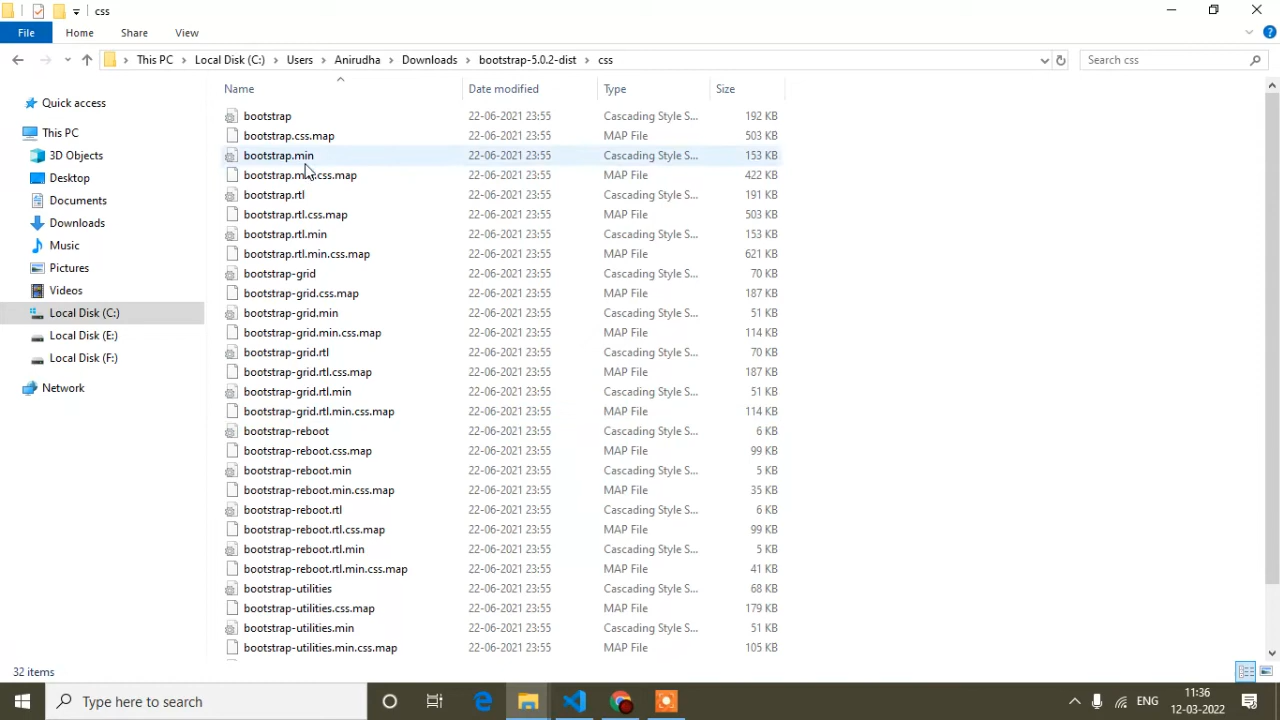 css
File Home Share View
This PC Local Disk (C:) Users Anirudha Downloads bootstrap-5.0.2-dist css Search css
Name Date modified Type Size
Quick access
This PC
3D Objects
Desktop
Documents
Downloads
Music
Pictures
Videos
Local Disk (C:)
Local Disk (E:)
Local Disk (F:)
Network
bootstrap 22-06-2021 23:55 Cascading Style S... 192 KB
bootstrap.css.map 22-06-2021 23:55 MAP File 503 KB
bootstrap.min 22-06-2021 23:55 Cascading Style S... 153 KB
bootstrap.min.css.map 22-06-2021 23:55 MAP File 422 KB
bootstrap.rtl 22-06-2021 23:55 Cascading Style S... 191 KB
bootstrap.rtl.css.map 22-06-2021 23:55 MAP File 503 KB
bootstrap.rtl.min 22-06-2021 23:55 Cascading Style S... 153 KB
bootstrap.rtl.min.css.map 22-06-2021 23:55 MAP File 621 KB
bootstrap-grid 22-06-2021 23:55 Cascading Style S... 70 KB
bootstrap-grid.css.map 22-06-2021 23:55 MAP File 187 KB
bootstrap-grid.min 22-06-2021 23:55 Cascading Style S... 51 KB
bootstrap-grid.min.css.map 22-06-2021 23:55 MAP File 114 KB
bootstrap-grid.rtl 22-06-2021 23:55 Cascading Style S... 70 KB
bootstrap-grid.rtl.css.map 22-06-2021 23:55 MAP File 187 KB
bootstrap-grid.rtl.min 22-06-2021 23:55 Cascading Style S... 51 KB
bootstrap-grid.rtl.min.css.map 22-06-2021 23:55 MAP File 114 KB
bootstrap-reboot 22-06-2021 23:55 Cascading Style S... 6 KB
bootstrap-reboot.css.map 22-06-2021 23:55 MAP File 99 KB
bootstrap-reboot.min 22-06-2021 23:55 Cascading Style S... 5 KB
bootstrap-reboot.min.css.map 22-06-2021 23:55 MAP File 35 KB
bootstrap-reboot.rtl 22-06-2021 23:55 Cascading Style S... 6 KB
bootstrap-reboot.rtl.css.map 22-06-2021 23:55 MAP File 99 KB
bootstrap-reboot.rtl.min 22-06-2021 23:55 Cascading Style S... 5 KB
bootstrap-reboot.rtl.min.css.map 22-06-2021 23:55 MAP File 41 KB
bootstrap-utilities 22-06-2021 23:55 Cascading Style S... 68 KB
bootstrap-utilities.css.map 22-06-2021 23:55 MAP File 179 KB
bootstrap-utilities.min 22-06-2021 23:55 Cascading Style S... 51 KB
bootstrap-utilities.min.css.map 22-06-2021 23:55 MAP File 105 KB
32 items
Type here to search
ENG
11:36
12-03-2022